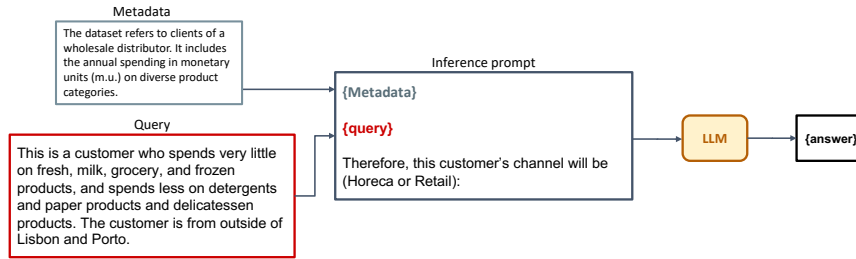 Metadata
The dataset refers to clients of a
wholesale distributor. It includes
the annual spending in monetary
units (m.u.) on diverse product
categories.
Query
This is a customer who spends very little
on fresh, milk, grocery, and frozen
products, and spends less on detergents
and paper products and delicatessen
products. The customer is from outside of
Lisbon and Porto.
Inference prompt
{Metadata}
{query}
Therefore, this customer's channel will be
(Horeca or Retail):
LLM
{answer}